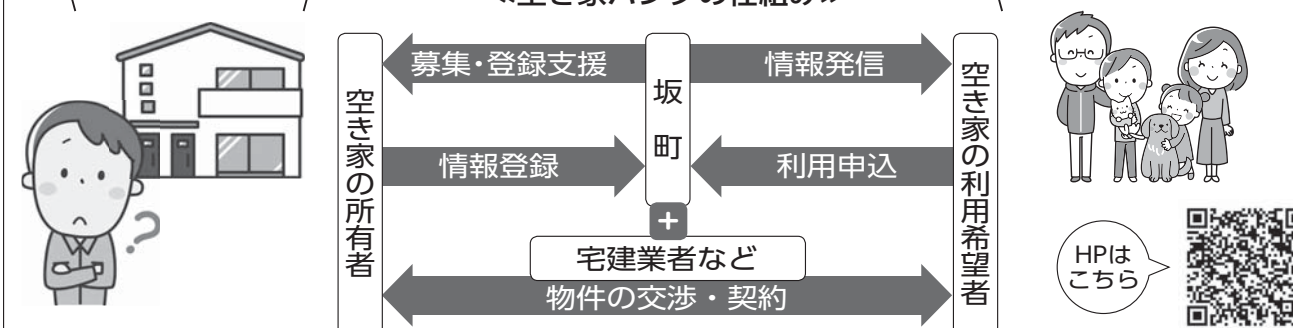 ≪空き家バンクの仕組み≫
空き家の所有者
募集・登録支援
情報発信
坂町
空き家の利用希望者
情報登録
利用申込
+
宅建業者など
物件の交渉・契約
HPは
こちら